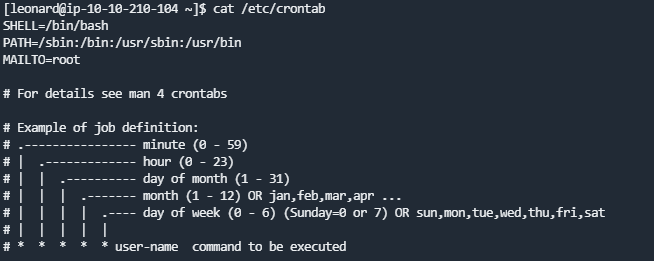 [leonard@ip-10-10-210-104 ~]$ cat /etc/crontab
SHELL=/bin/bash
PATH=/sbin:/bin:/usr/sbin:/usr/bin
MAILTO=root

# For details see man 4 crontabs

# Example of job definition:
# .---------------- minute (0 - 59)
# |  .------------- hour (0 - 23)
# |  |  .---------- day of month (1 - 31)
# |  |  |  .------- month (1 - 12) OR jan,feb,mar,apr ...
# |  |  |  |  .---- day of week (0 - 6) (Sunday=0 or 7) OR sun,mon,tue,wed,thu,fri,sat
# |  |  |  |  |
# *  *  *  *  * user-name  command to be executed